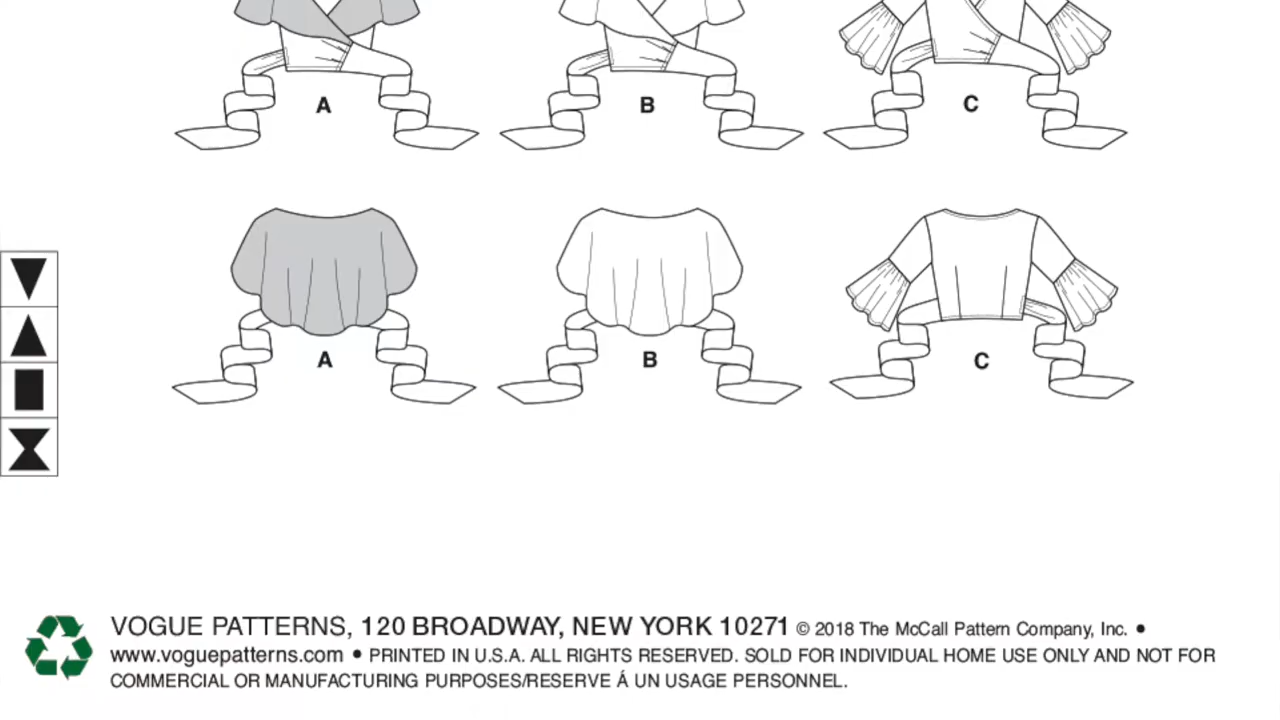 A B C
A B C
VOGUE PATTERNS, 120 BROADWAY, NEW YORK 10271 © 2018 The McCall Pattern Company, Inc. •
www.voguepatterns.com • PRINTED IN U.S.A. ALL RIGHTS RESERVED. SOLD FOR INDIVIDUAL HOME USE ONLY AND NOT FOR
COMMERCIAL OR MANUFACTURING PURPOSES/RESERVE Á UN USAGE PERSONNEL.